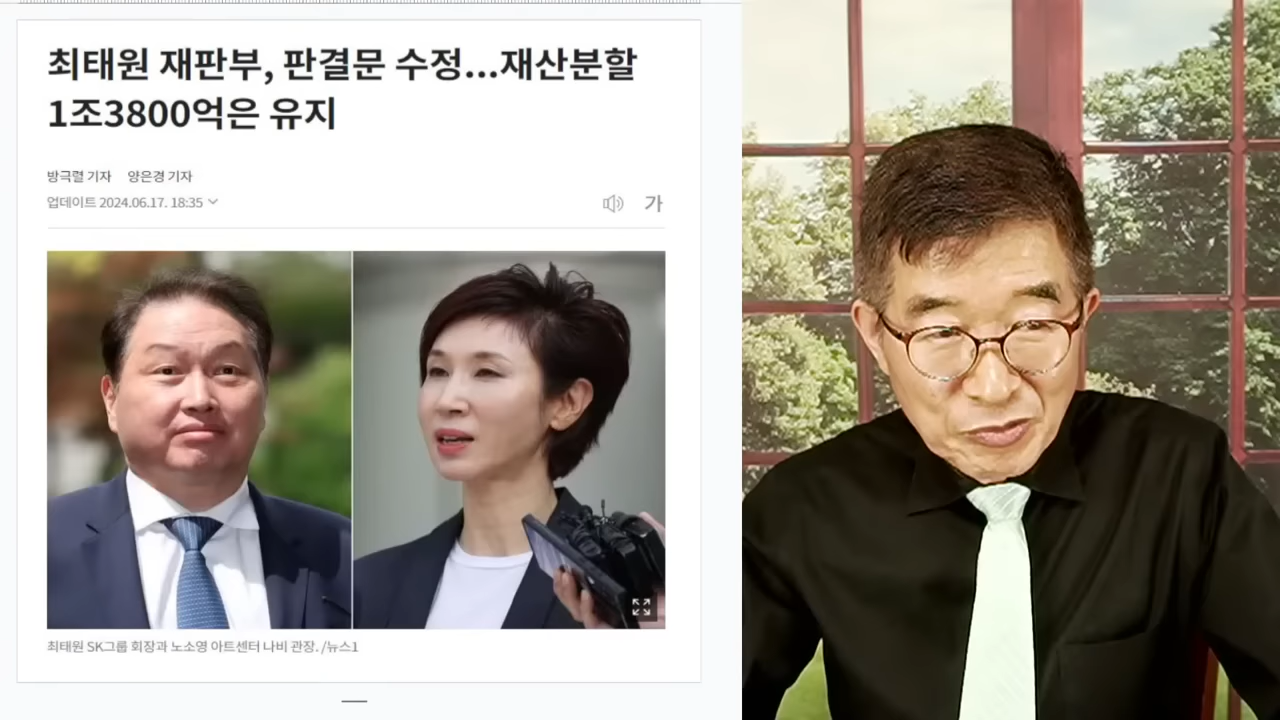 최태원 재판부, 판결문 수정...재산분할
1조3800억은 유지
방극렬 기자 양은경 기자
업데이트 2024.06.17. 18:35
가
최태원 SK그룹 회장과 노소영 아트센터 나비 관장. /뉴스1